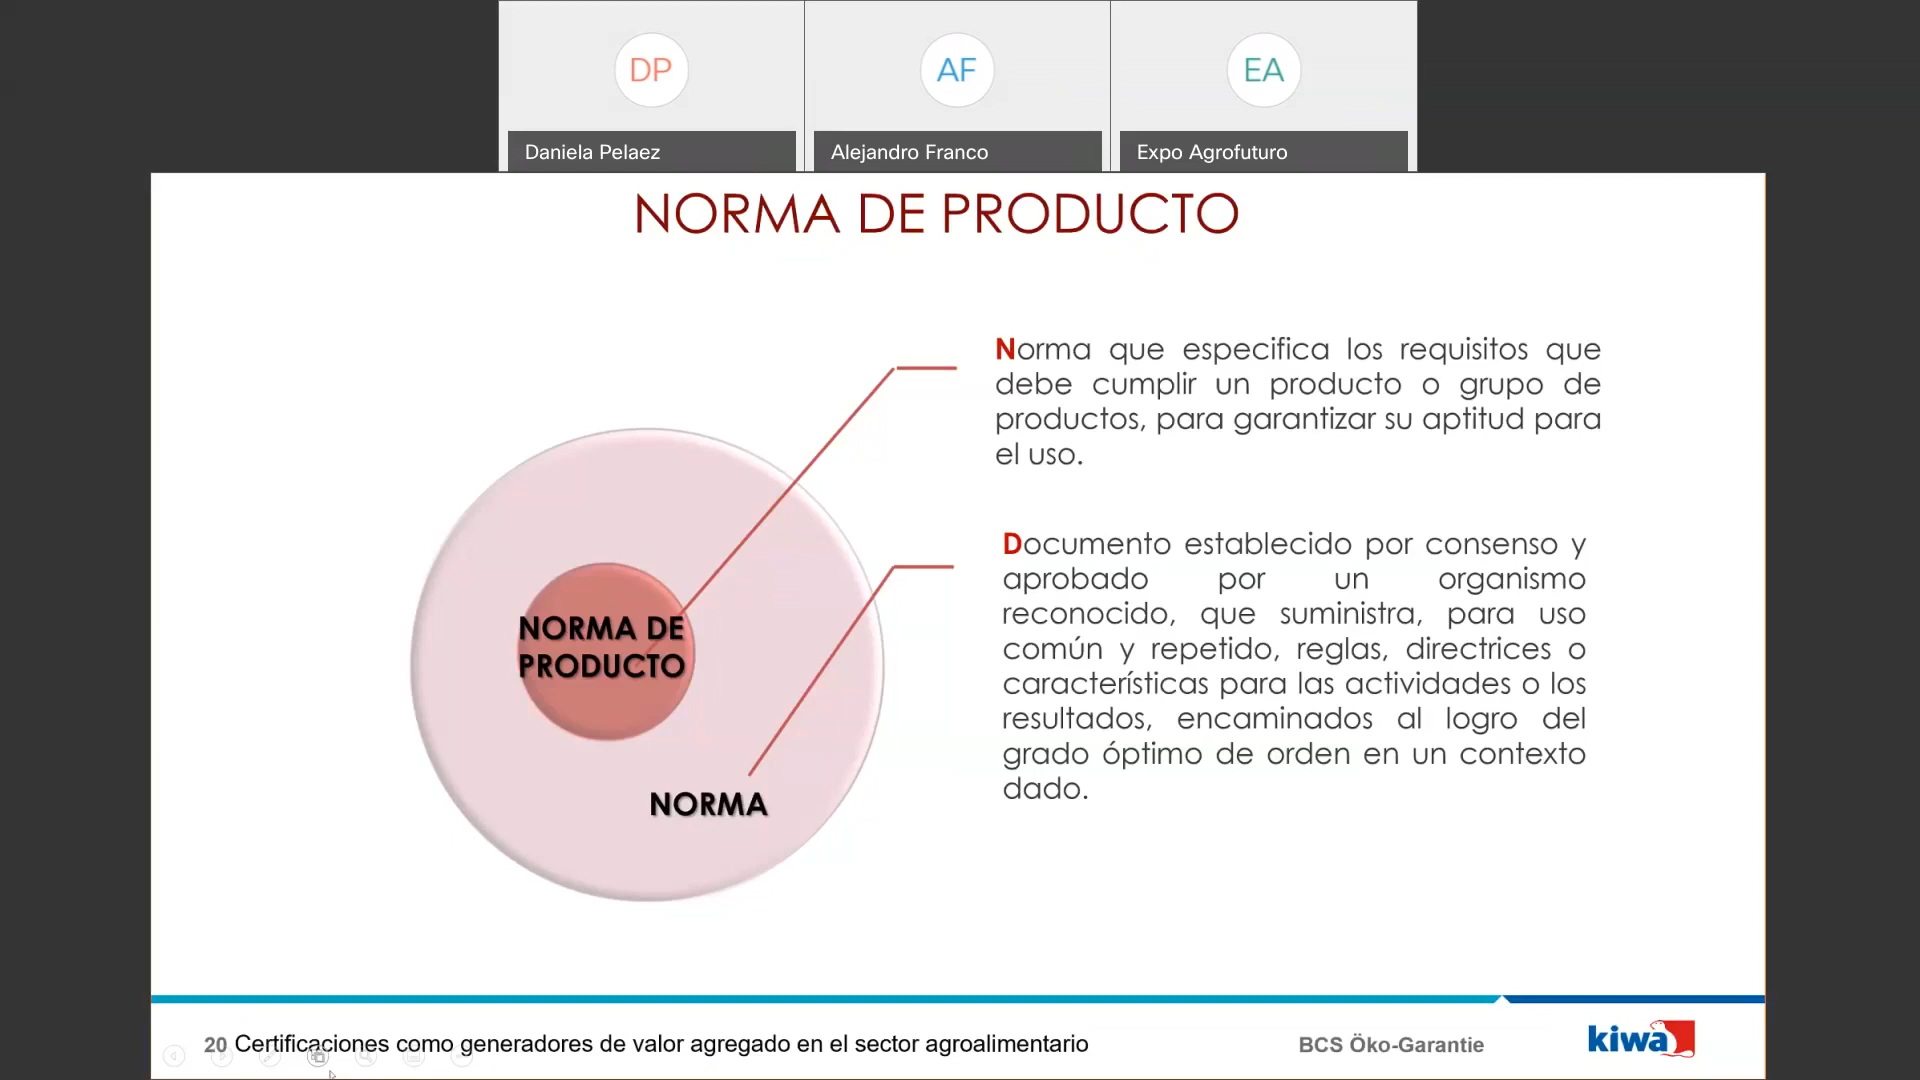 DP
AF
EA
Daniela Pelaez
Alejandro Franco
Expo Agrofuturo
NORMA DE PRODUCTO
Norma que especifica los requisitos que
debe cumplir un producto o grupo de
productos, para garantizar su aptitud para
el uso.
Documento establecido por consenso y
aprobado por un organismo
reconocido, que suministra, para uso
común y repetido, reglas, directrices o
características para las actividades o los
resultados, encaminados al logro del
grado óptimo de orden en un contexto
dado.
NORMA DE
PRODUCTO
NORMA
20 Certificaciones como generadores de valor agregado en el sector agroalimentario
BCS Öko-Garantie
kiwa